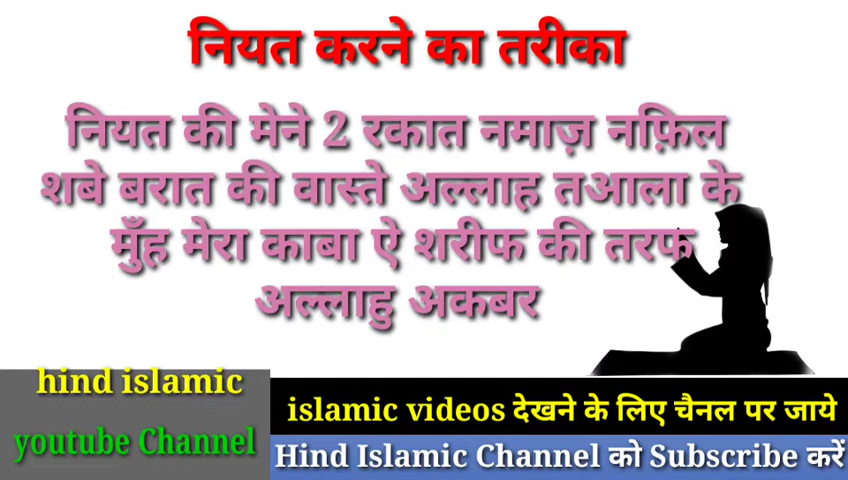 नियत करने का तरीका
नियत की मेने 2 रकात नमाज़ नफ़िल
शबे बरात की वास्ते अल्लाह तआला के
मुँह मेरा काबा ऐ शरीफ की तरफ
अल्लाहु अकबर
hind islamic
youtube Channel
islamic videos देखने के लिए चैनल पर जाये
Hind Islamic Channel को Subscribe करें